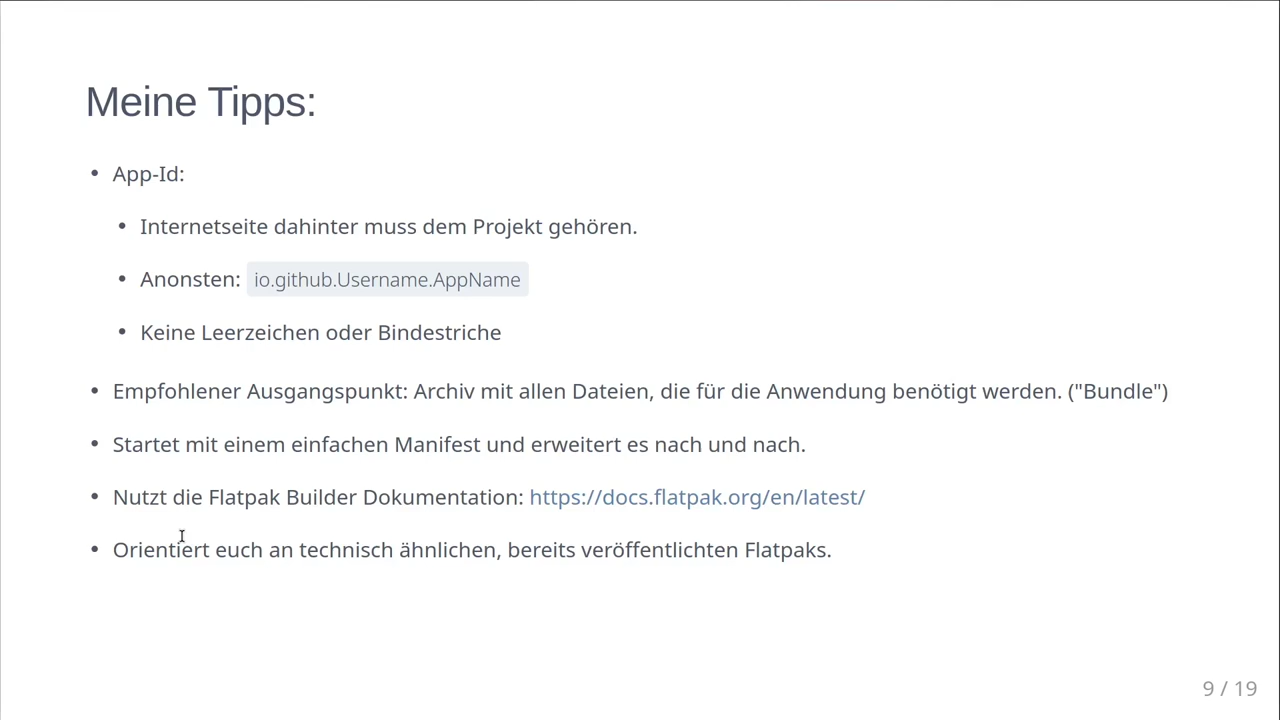 Meine Tipps:
• App-Id:
• Internetseite dahinter muss dem Projekt gehören.
• Anonsten: io.github.Username.AppName
• Keine Leerzeichen oder Bindestriche
• Empfohlener Ausgangspunkt: Archiv mit allen Dateien, die für die Anwendung benötigt werden. ("Bundle")
• Startet mit einem einfachen Manifest und erweitert es nach und nach.
• Nutzt die Flatpak Builder Dokumentation: https://docs.flatpak.org/en/latest/
• Orientiert euch an technisch ähnlichen, bereits veröffentlichten Flatpaks.
9 / 19